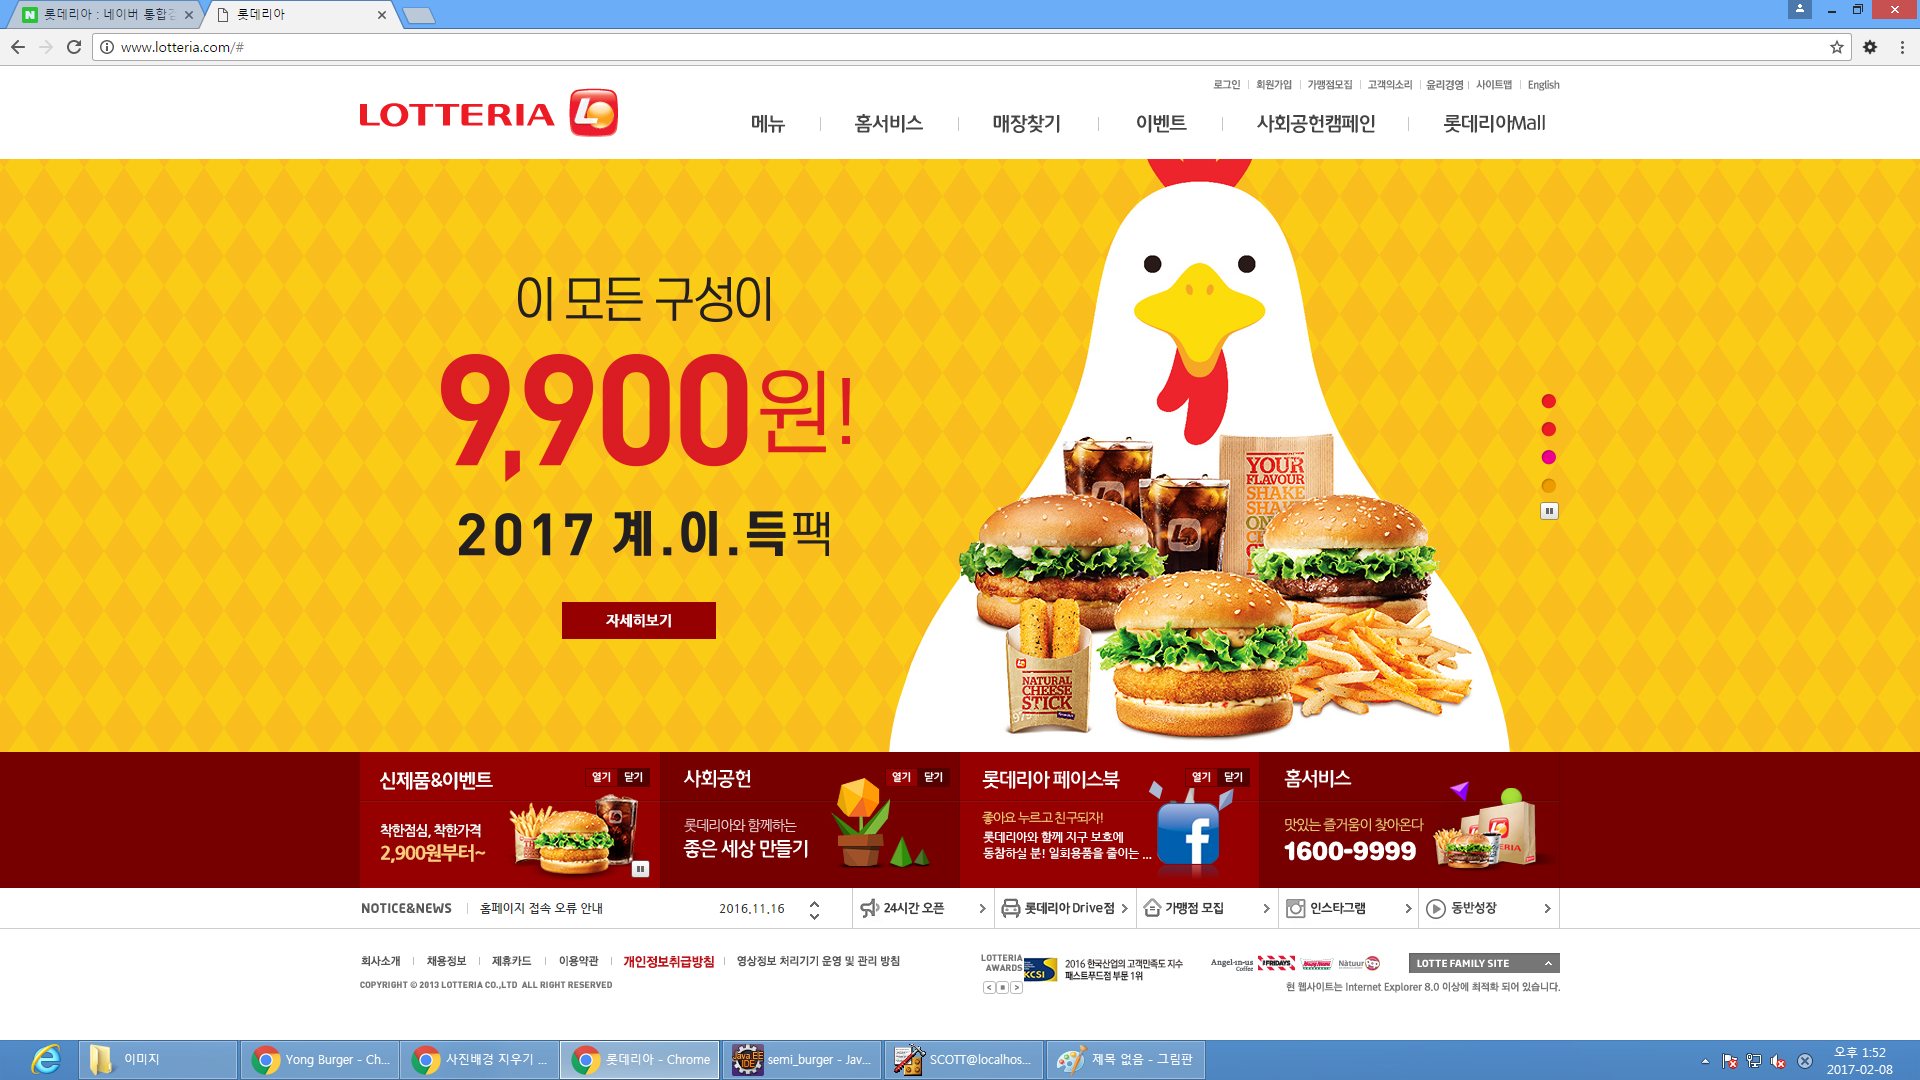 롯데리아 : 네이버 통합검
롯데리아
www.lotteria.com/#
로그인 회원가입 가맹점모집 고객의소리 윤리경영 사이트맵 English
LOTTERIA
메뉴 홈서비스 매장찾기 이벤트 사회공헌캠페인 롯데리아Mall
이 모든 구성이
9,900원!
2017 계.이.득팩
자세히보기
YOUR
FLAVOUR
SHAKE
NATURAL
CHEESE
STICK
신제품&이벤트 열기 닫기
착한점심, 착한가격
2,900원부터~
사회공헌 열기 닫기
롯데리아와 함께하는
좋은 세상 만들기
롯데리아 페이스북 열기 닫기
좋아요 누르고 친구되자!
롯데리아와 함께 지구 보호에
동참하실 분! 일회용품을 줄이는 ...
홈서비스
맛있는 즐거움이 찾아온다
1600-9999
NOTICE&NEWS 홈페이지 접속 오류 안내 2016.11.16
24시간 오픈 롯데리아 Drive점 가맹점 모집 인스타그램 동반성장
회사소개 채용정보 제휴카드 이용약관 개인정보취급방침 영상정보 처리기기 운영 및 관리 방침
COPYRIGHT © 2013 LOTTERIA CO.,LTD ALL RIGHT RESERVED
LOTTERIA
AWARDS
KCSI
2016 한국산업의 고객만족도 지수
패스트푸드점 부문 1위
Angel-in-us
Coffee
FRIDAYS
Natuur
LOTTE FAMILY SITE
현 웹사이트는 Internet Explorer 8.0 이상에 최적화 되어 있습니다.
이미지
Yong Burger - Ch...
사진배경 지우기 ...
롯데리아 - Chrome
Java EE
IDE
semi_burger - Jav...
SCOTT@localhos...
제목 없음 - 그림판
오후 1:52
2017-02-08